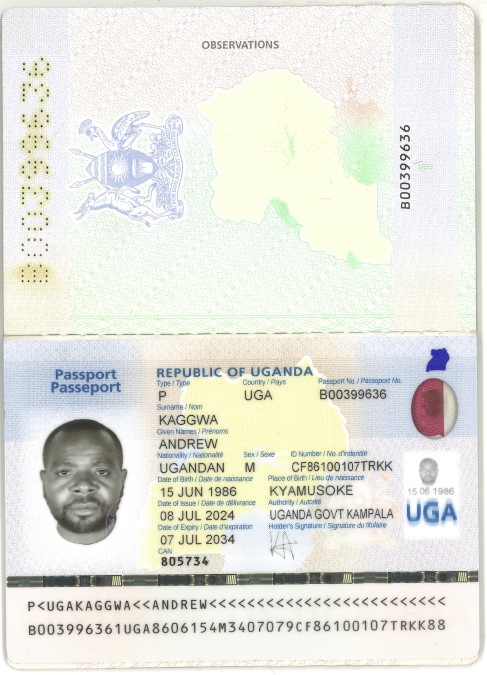 OBSERVATIONS
B00399636
B00399636
Passport
Passeport
REPUBLIC OF UGANDA
Type / Type Country / Pays Passport No. / Passeport No.
P UGA B00399636
Surname / Nom
KAGGWA
Given Names / Prénoms
ANDREW
Nationality / Nationalité Sex / Sexe ID Number / No. d'identité
UGANDAN M CF86100107TRKK
Date of Birth / Date de naissance Place of Birth / Lieu de naissance
15 JUN 1986 KYAMUSOKE
Date of Issue / Date de délivrance Authority / Autorité
08 JUL 2024 UGANDA GOVT KAMPALA
Date of Expiry / Date d'expiration Holder's Signature / Signature du titulaire
07 JUL 2034
CAN
805734
15 06 1986
UGA
P<UGAKAGGWA<<ANDREW<<<<<<<<<<<<<<<<<<<<<<<<<
B003996361UGA8606154M3407079CF86100107TRKK88